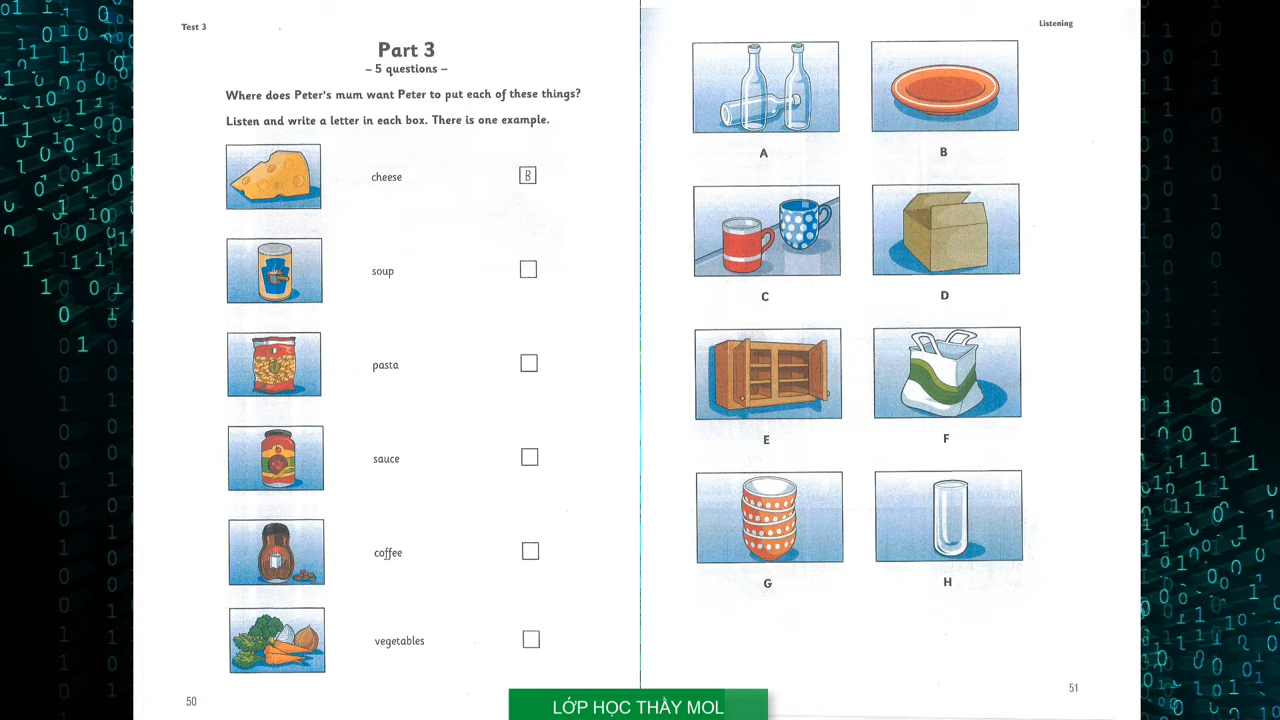 Test 3
Part 3
– 5 questions –
Where does Peter's mum want Peter to put each of these things?
Listen and write a letter in each box. There is one example.
cheese B
soup
pasta
sauce
coffee
vegetables
50
Listening
A B
C D
E F
G H
51
LỚP HỌC THẦY MOL